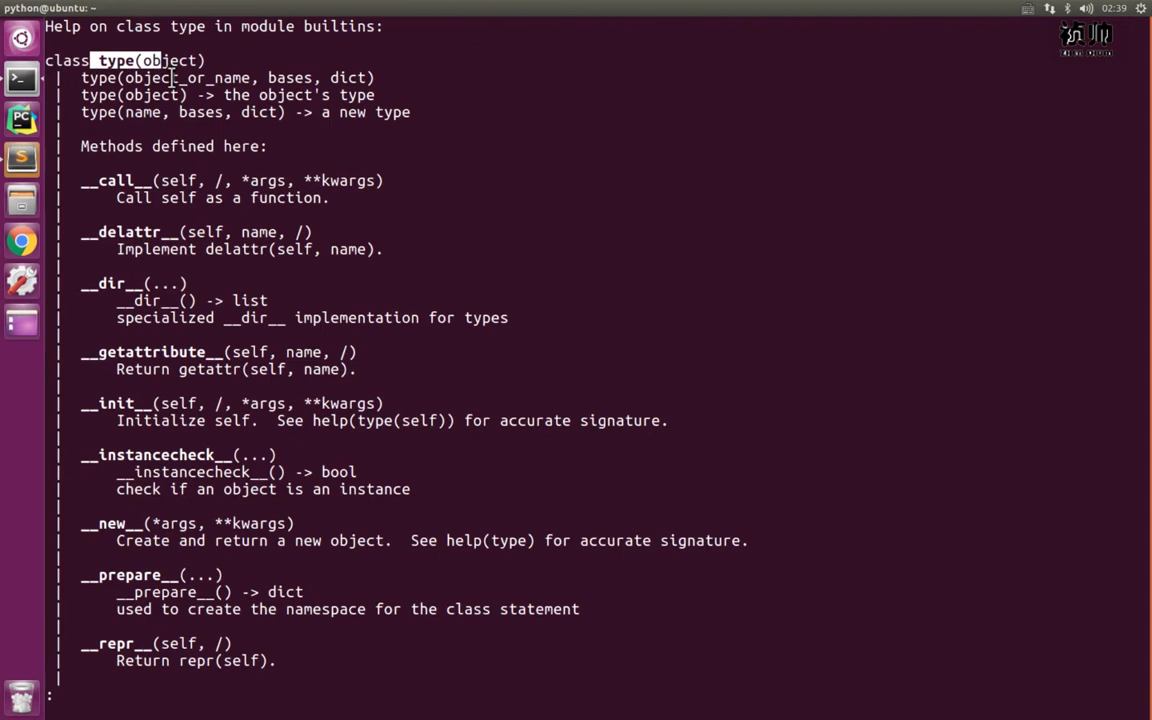 python@ubuntu: ~
02:39
祯帅
Help on class type in module builtins:
class type(object)
 |  type(object_or_name, bases, dict)
 |  type(object) -> the object's type
 |  type(name, bases, dict) -> a new type
 |
 |  Methods defined here:
 |
 |  __call__(self, /, *args, **kwargs)
 |      Call self as a function.
 |
 |  __delattr__(self, name, /)
 |      Implement delattr(self, name).
 |
 |  __dir__(...)
 |      __dir__() -> list
 |      specialized __dir__ implementation for types
 |
 |  __getattribute__(self, name, /)
 |      Return getattr(self, name).
 |
 |  __init__(self, /, *args, **kwargs)
 |      Initialize self.  See help(type(self)) for accurate signature.
 |
 |  __instancecheck__(...)
 |      __instancecheck__() -> bool
 |      check if an object is an instance
 |
 |  __new__(*args, **kwargs)
 |      Create and return a new object.  See help(type) for accurate signature.
 |
 |  __prepare__(...)
 |      __prepare__() -> dict
 |      used to create the namespace for the class statement
 |
 |  __repr__(self, /)
 |      Return repr(self).
 |
:
PC
S